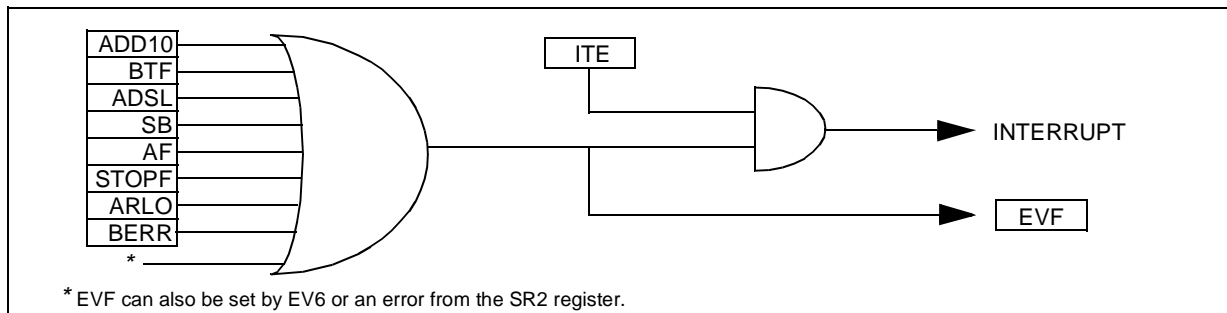 ADD10
BTF
ADSL
SB
AF
STOPF
ARLO
BERR
*
ITE
INTERRUPT
EVF
* EVF can also be set by EV6 or an error from the SR2 register.